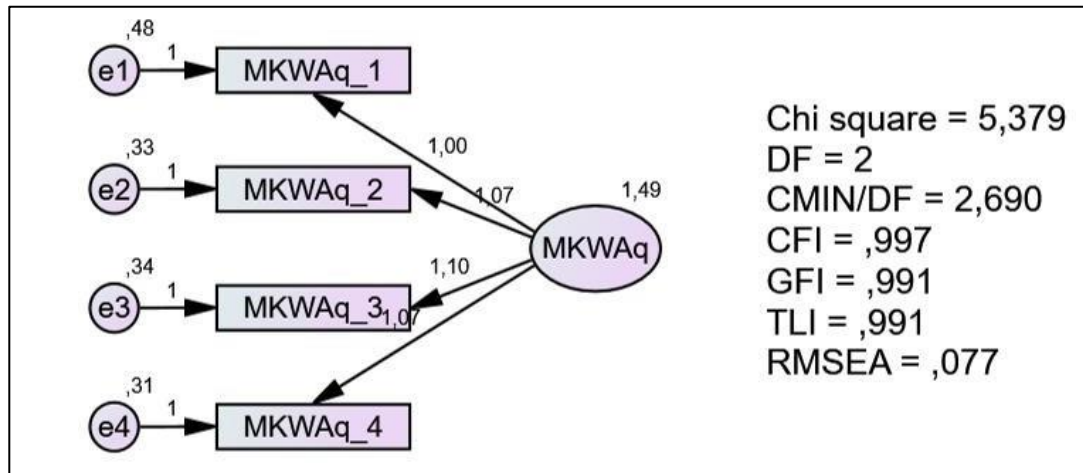 ,48
e1
1
MKWAq_1
1,00
,33
e2
1
MKWAq_2
1,07
1,49
MKWAq
,34
e3
1
MKWAq_3
1,10
1,07
,31
e4
1
MKWAq_4
Chi square = 5,379
DF = 2
CMIN/DF = 2,690
CFI = ,997
GFI = ,991
TLI = ,991
RMSEA = ,077